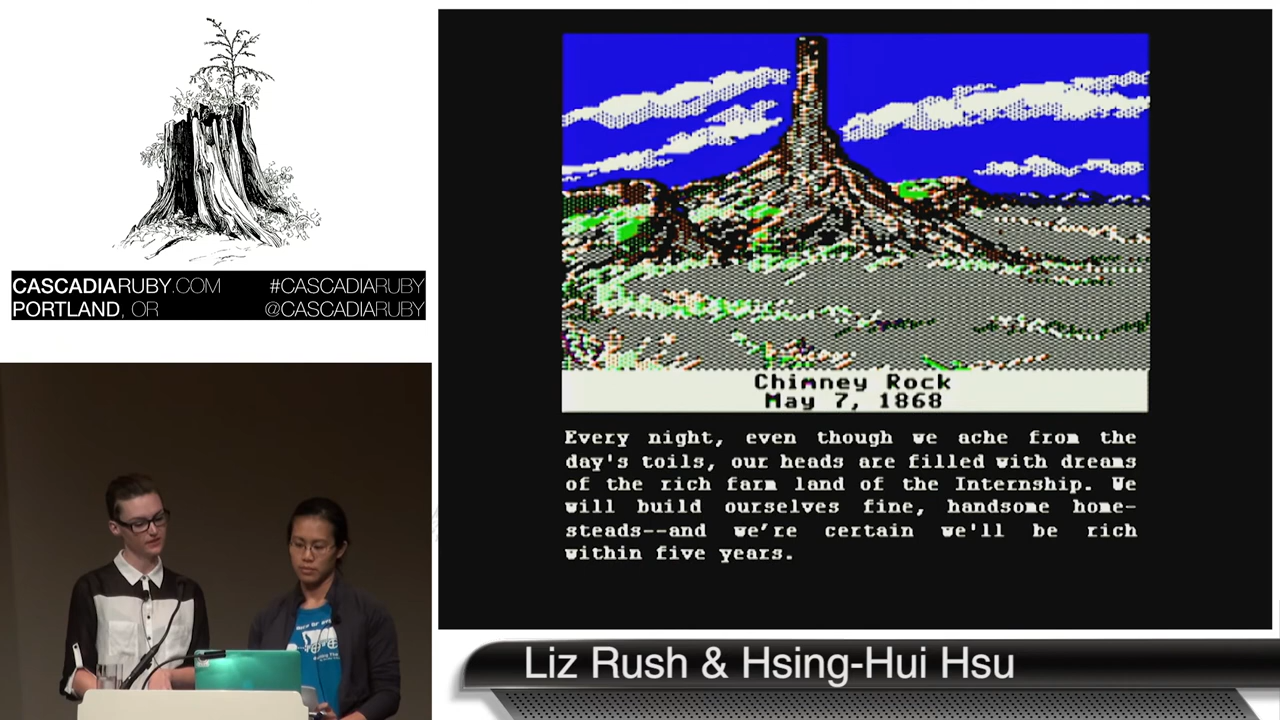 CASCADIARUBY.COM #CASCADIARUBY
PORTLAND, OR @CASCADIARUBY
Chimney Rock
May 7, 1868
Every night, even though we ache from the
day's toils, our heads are filled with dreams
of the rich farm land of the Internship. We
will build ourselves fine, handsome home-
steads--and we're certain we'll be rich
within five years.
Liz Rush & Hsing-Hui Hsu